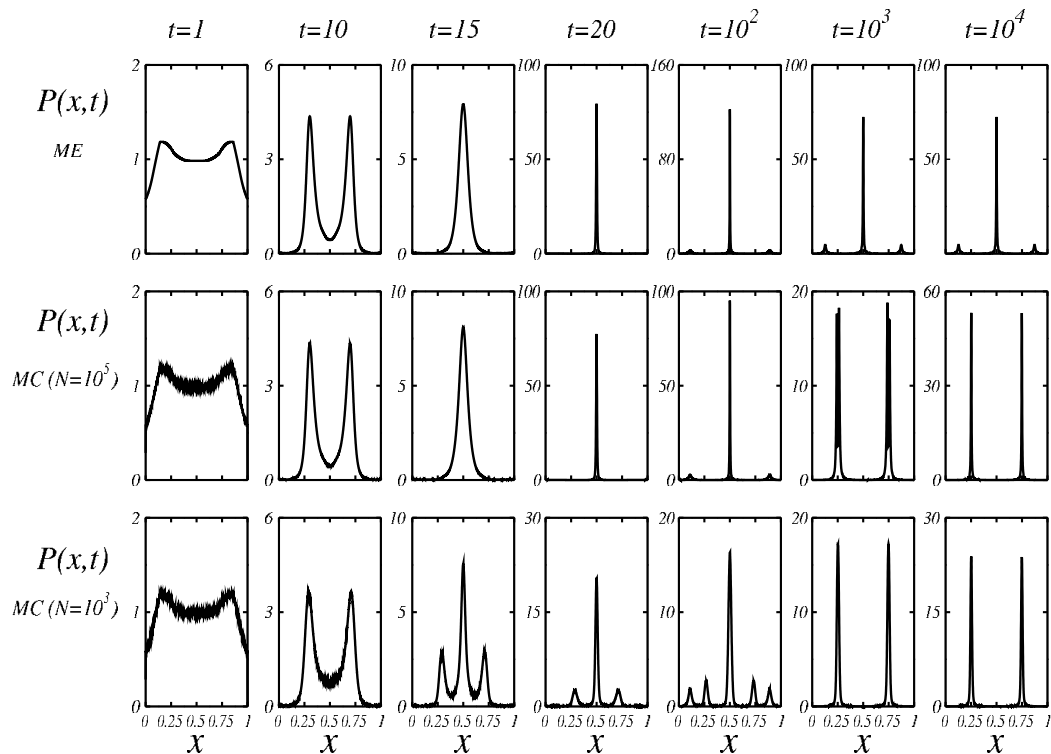 t=1 t=10 t=15 t=20 t=10² t=10³ t=10⁴
2 6 10 100 160 100 100
P(x,t)
ME
1 3 5 50 80 50 50
0 0 0 0 0 0 0
2 6 10 100 100 20 60
P(x,t)
MC (N=10⁵)
1 3 5 50 50 10 30
0 0 0 0 0 0 0
2 6 10 30 20 20 30
P(x,t)
MC (N=10³)
1 3 5 15 10 10 15
0 0 0 0 0 0 0
0 0.25 0.5 0.75 1 0 0.25 0.5 0.75 1 0 0.25 0.5 0.75 1 0 0.25 0.5 0.75 1 0 0.25 0.5 0.75 1 0 0.25 0.5 0.75 1 0 0.25 0.5 0.75 1
x x x x x x x